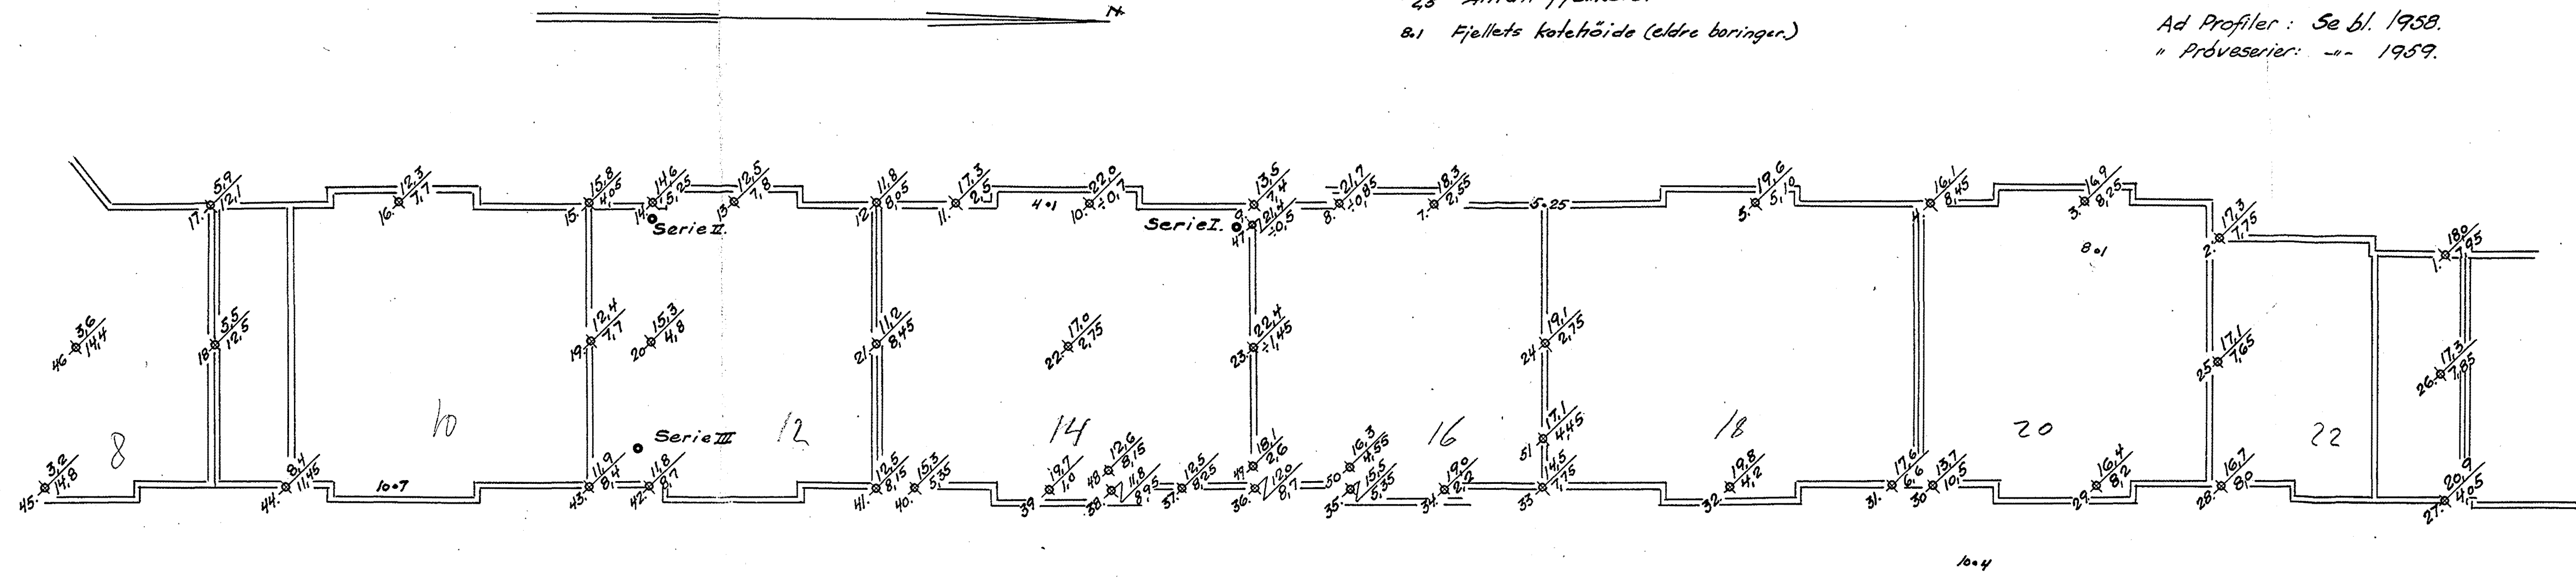 N
8.1 Fjellets kotehöide (eldre boringer.)
Ad Profiler: Se bl. 1958.
" Pröveserier: -"- 1959.
17. 5,9 12,1
16. 12,3 7,7
15. 15,8 4,05
14. 14,6 5,25
13. 12,5 7,8
12. 11,8 8,05
11. 17,3 2,5
4.1
10. 22,0 ÷0,7
9. 13,5 7,4
8. 21,7 ÷0,85
7. 18,3 2,55
5.25
5. 19,6 5,10
4. 16,1 8,45
3. 16,9 8,25
2. 17,3 7,75
1. 18,0 7,95
Serie II.
Serie I.
47 21,4 ÷0,5
8.1
46 3,6 14,4
18. 5,5 12,5
19. 12,4 7,7
20 15,3 4,8
21. 11,2 8,45
22. 17,0 2,75
23. 22,4 ÷1,45
24 19,1 2,75
25. 17,1 7,65
26. 17,3 7,85
8
10
Serie III
12
14
16
18
20
22
45. 3,2 14,8
44. 8,4 11,45
10.7
43. 11,9 8,4
42. 11,8 8,7
41. 12,5 8,15
40. 15,3 5,35
39. 19,7 1,0
48. 12,6 8,15
38. 11,8 8,95
37. 12,5 8,25
49. 18,1 2,6
36. 12,0 8,7
50 16,3 4,55
35. 15,5 5,35
34. 19,0 2,2
51 17,1 4,45
33. 14,5 7,75
32. 19,8 4,2
31. 17,6 6,6
30 13,7 10,5
29. 16,4 8,2
28. 16,7 8,0
27. 20,9 4,05
10.4